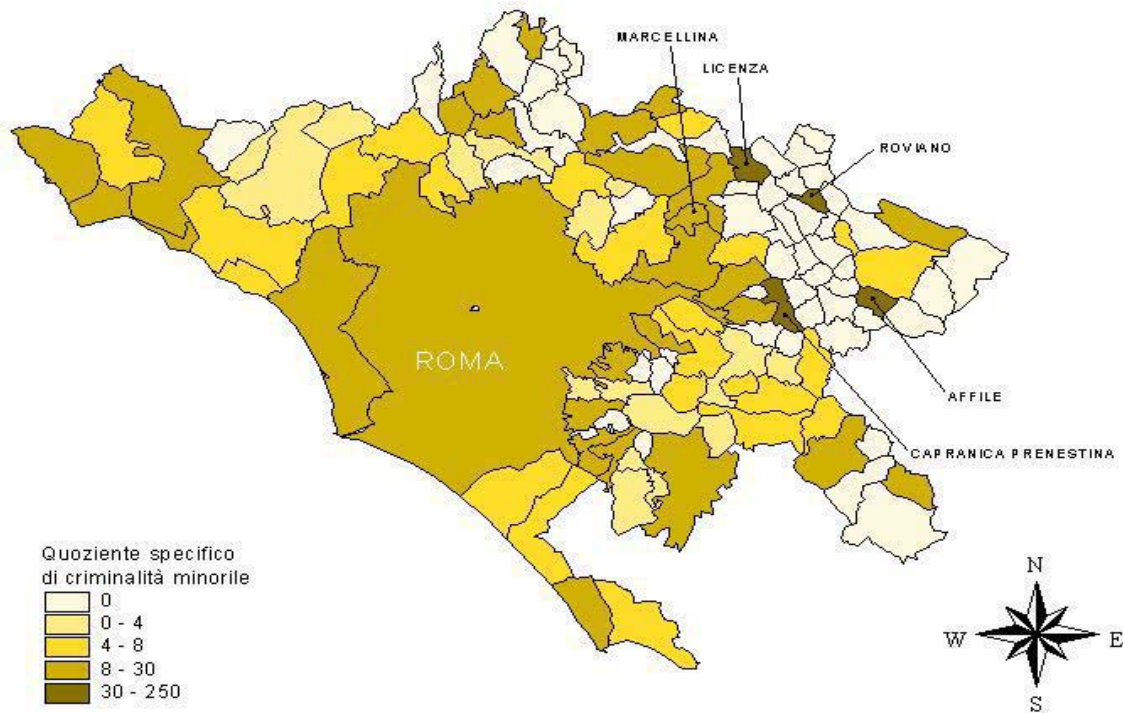 MARCELLINA
LICENZA
ROVIANO
ROMA
AFFILE
CAPRANICA PRENESTINA
Quoziente specifico
di criminalità minorile
0
0 - 4
4 - 8
8 - 30
30 - 250
N
W E
S